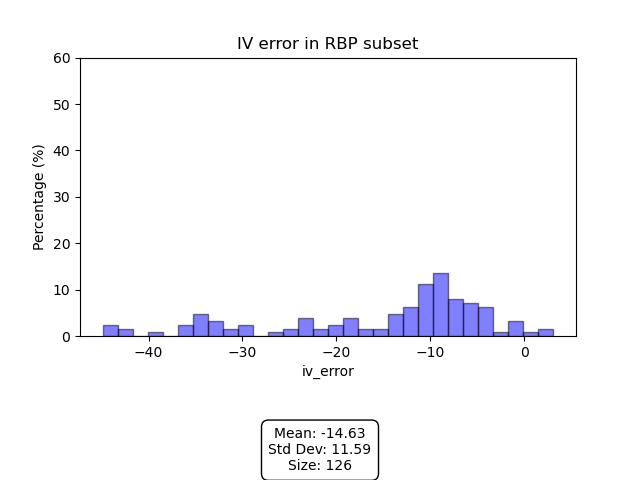 IV error in RBP subset
60
50
40
30
20
10
0
Percentage (%)
−40
−30
−20
−10
0
iv_error
Mean: -14.63
Std Dev: 11.59
Size: 126